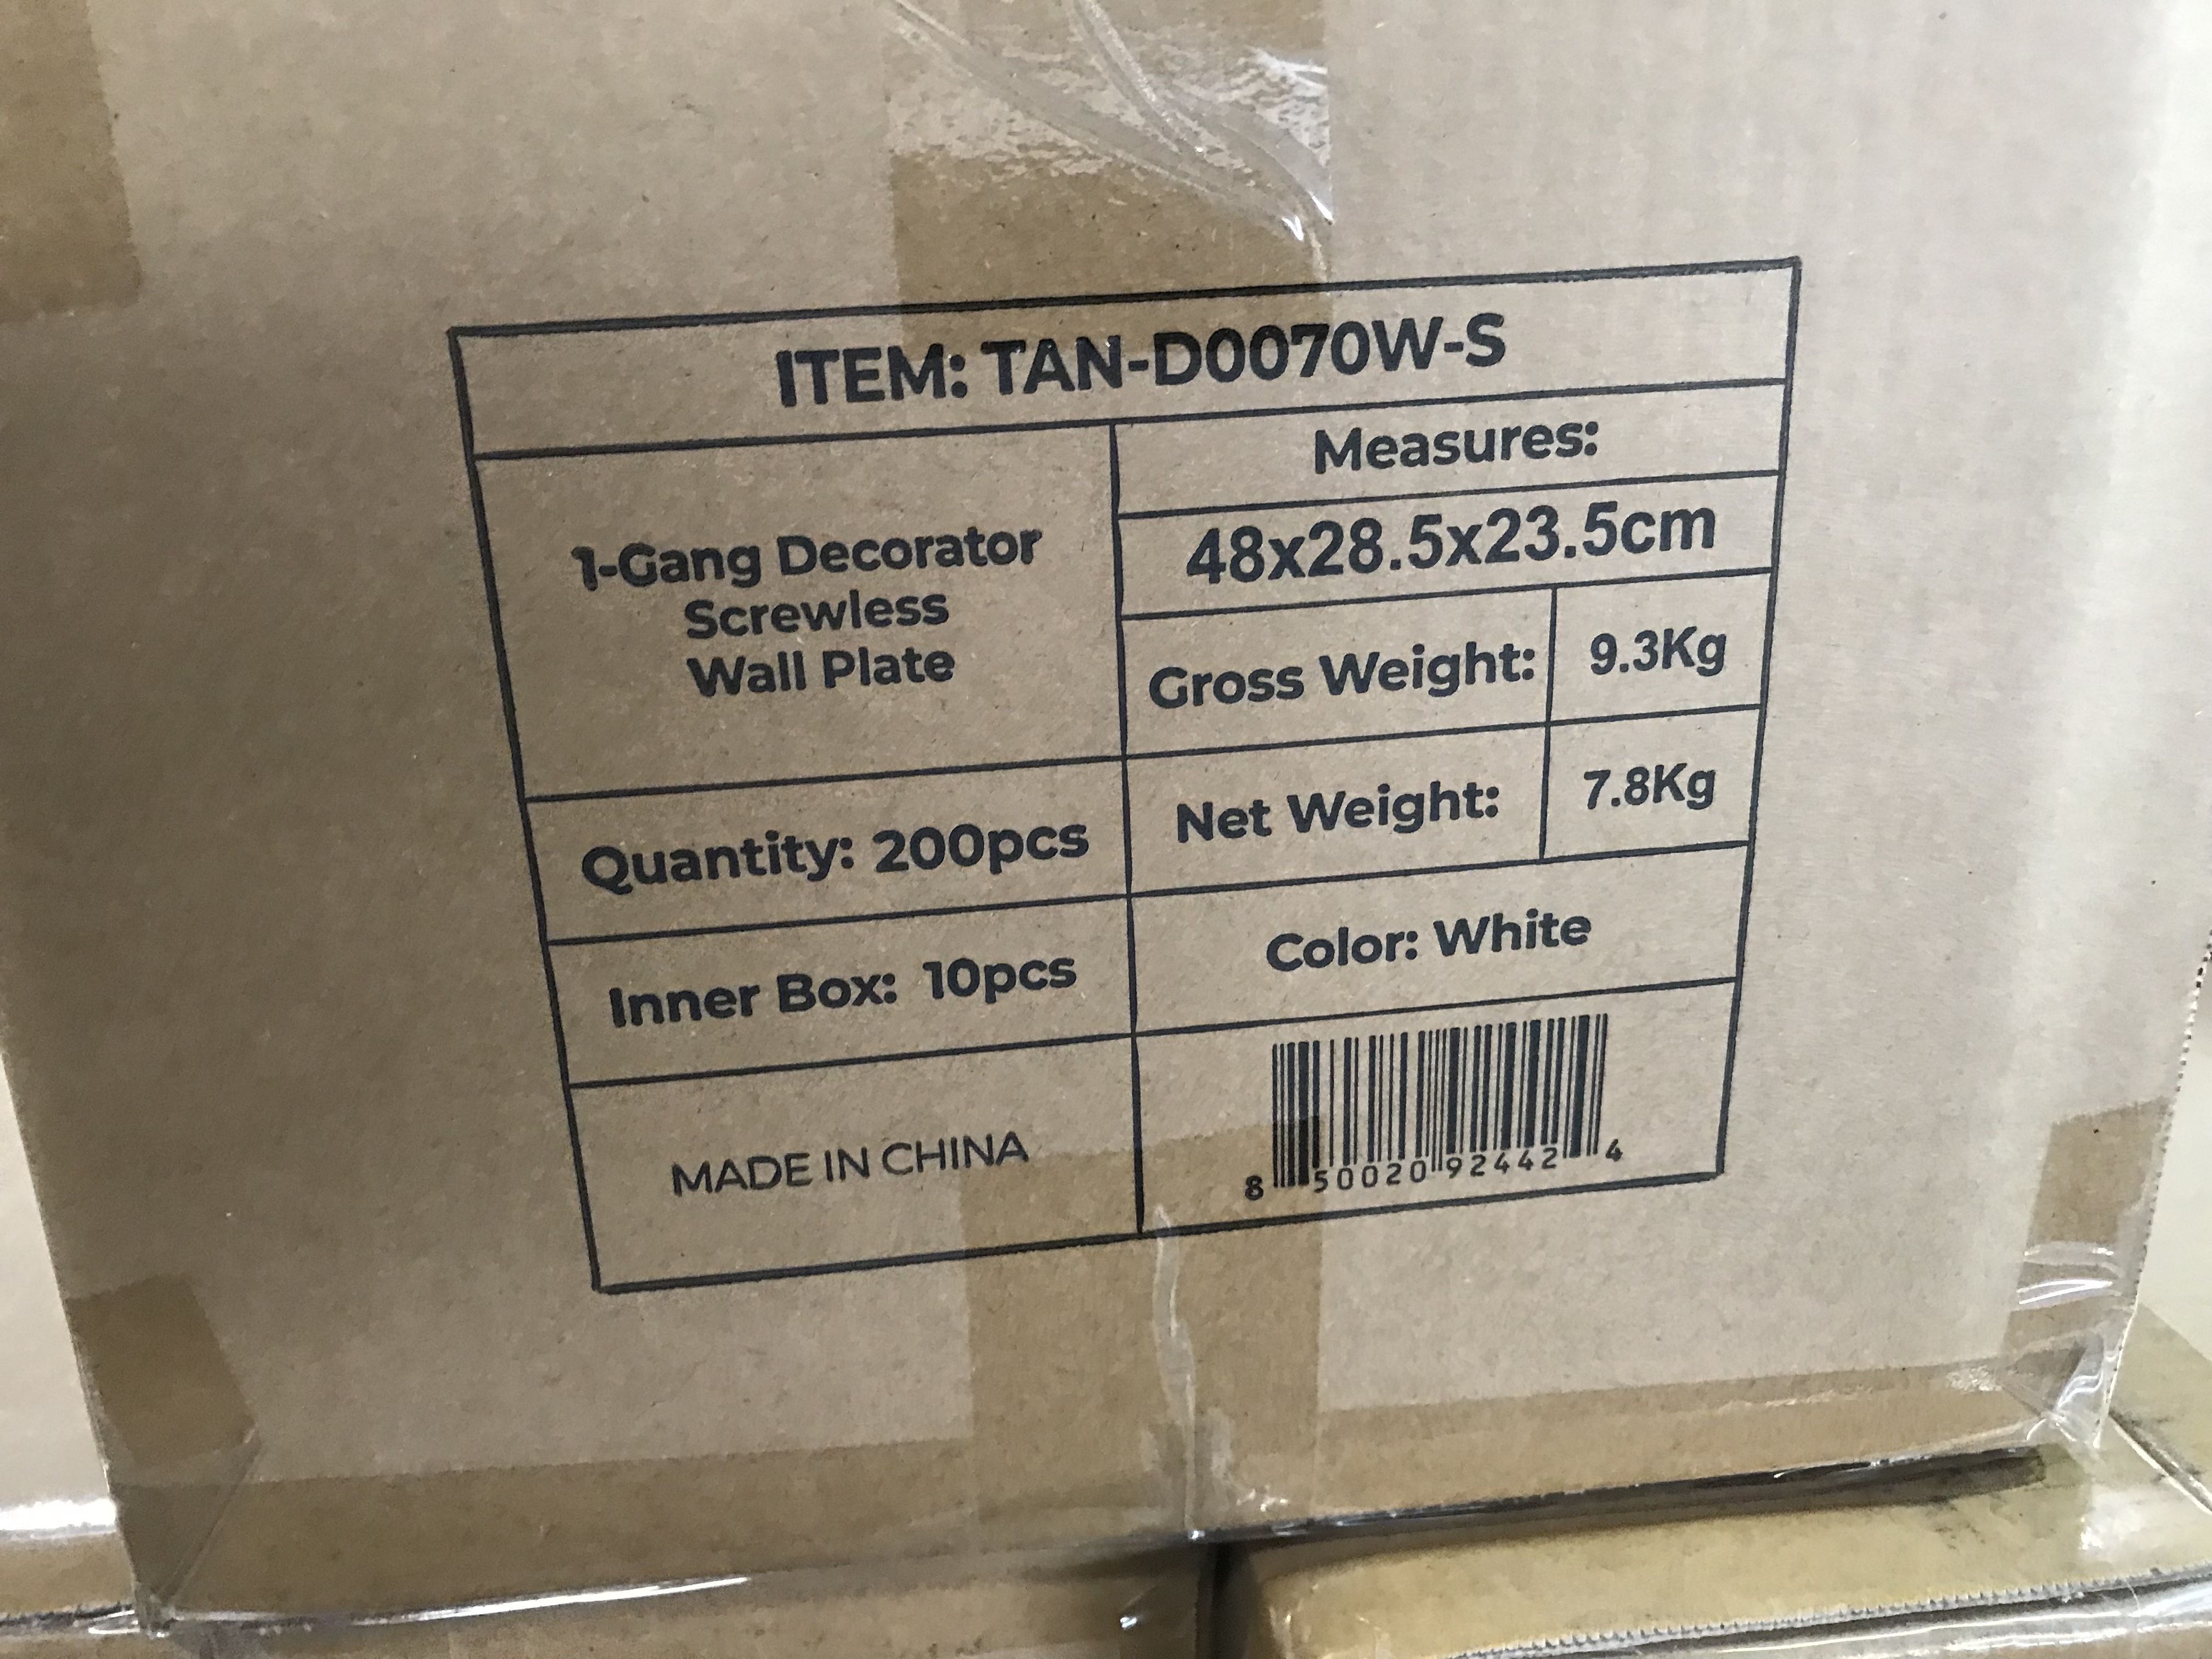 ITEM: TAN-D0070W-S
1-Gang Decorator
Screwless
Wall Plate
Measures:
48x28.5x23.5cm
Gross Weight: 9.3Kg
Quantity: 200pcs
Net Weight: 7.8Kg
Inner Box: 10pcs
Color: White
MADE IN CHINA
8 50020 92442 4